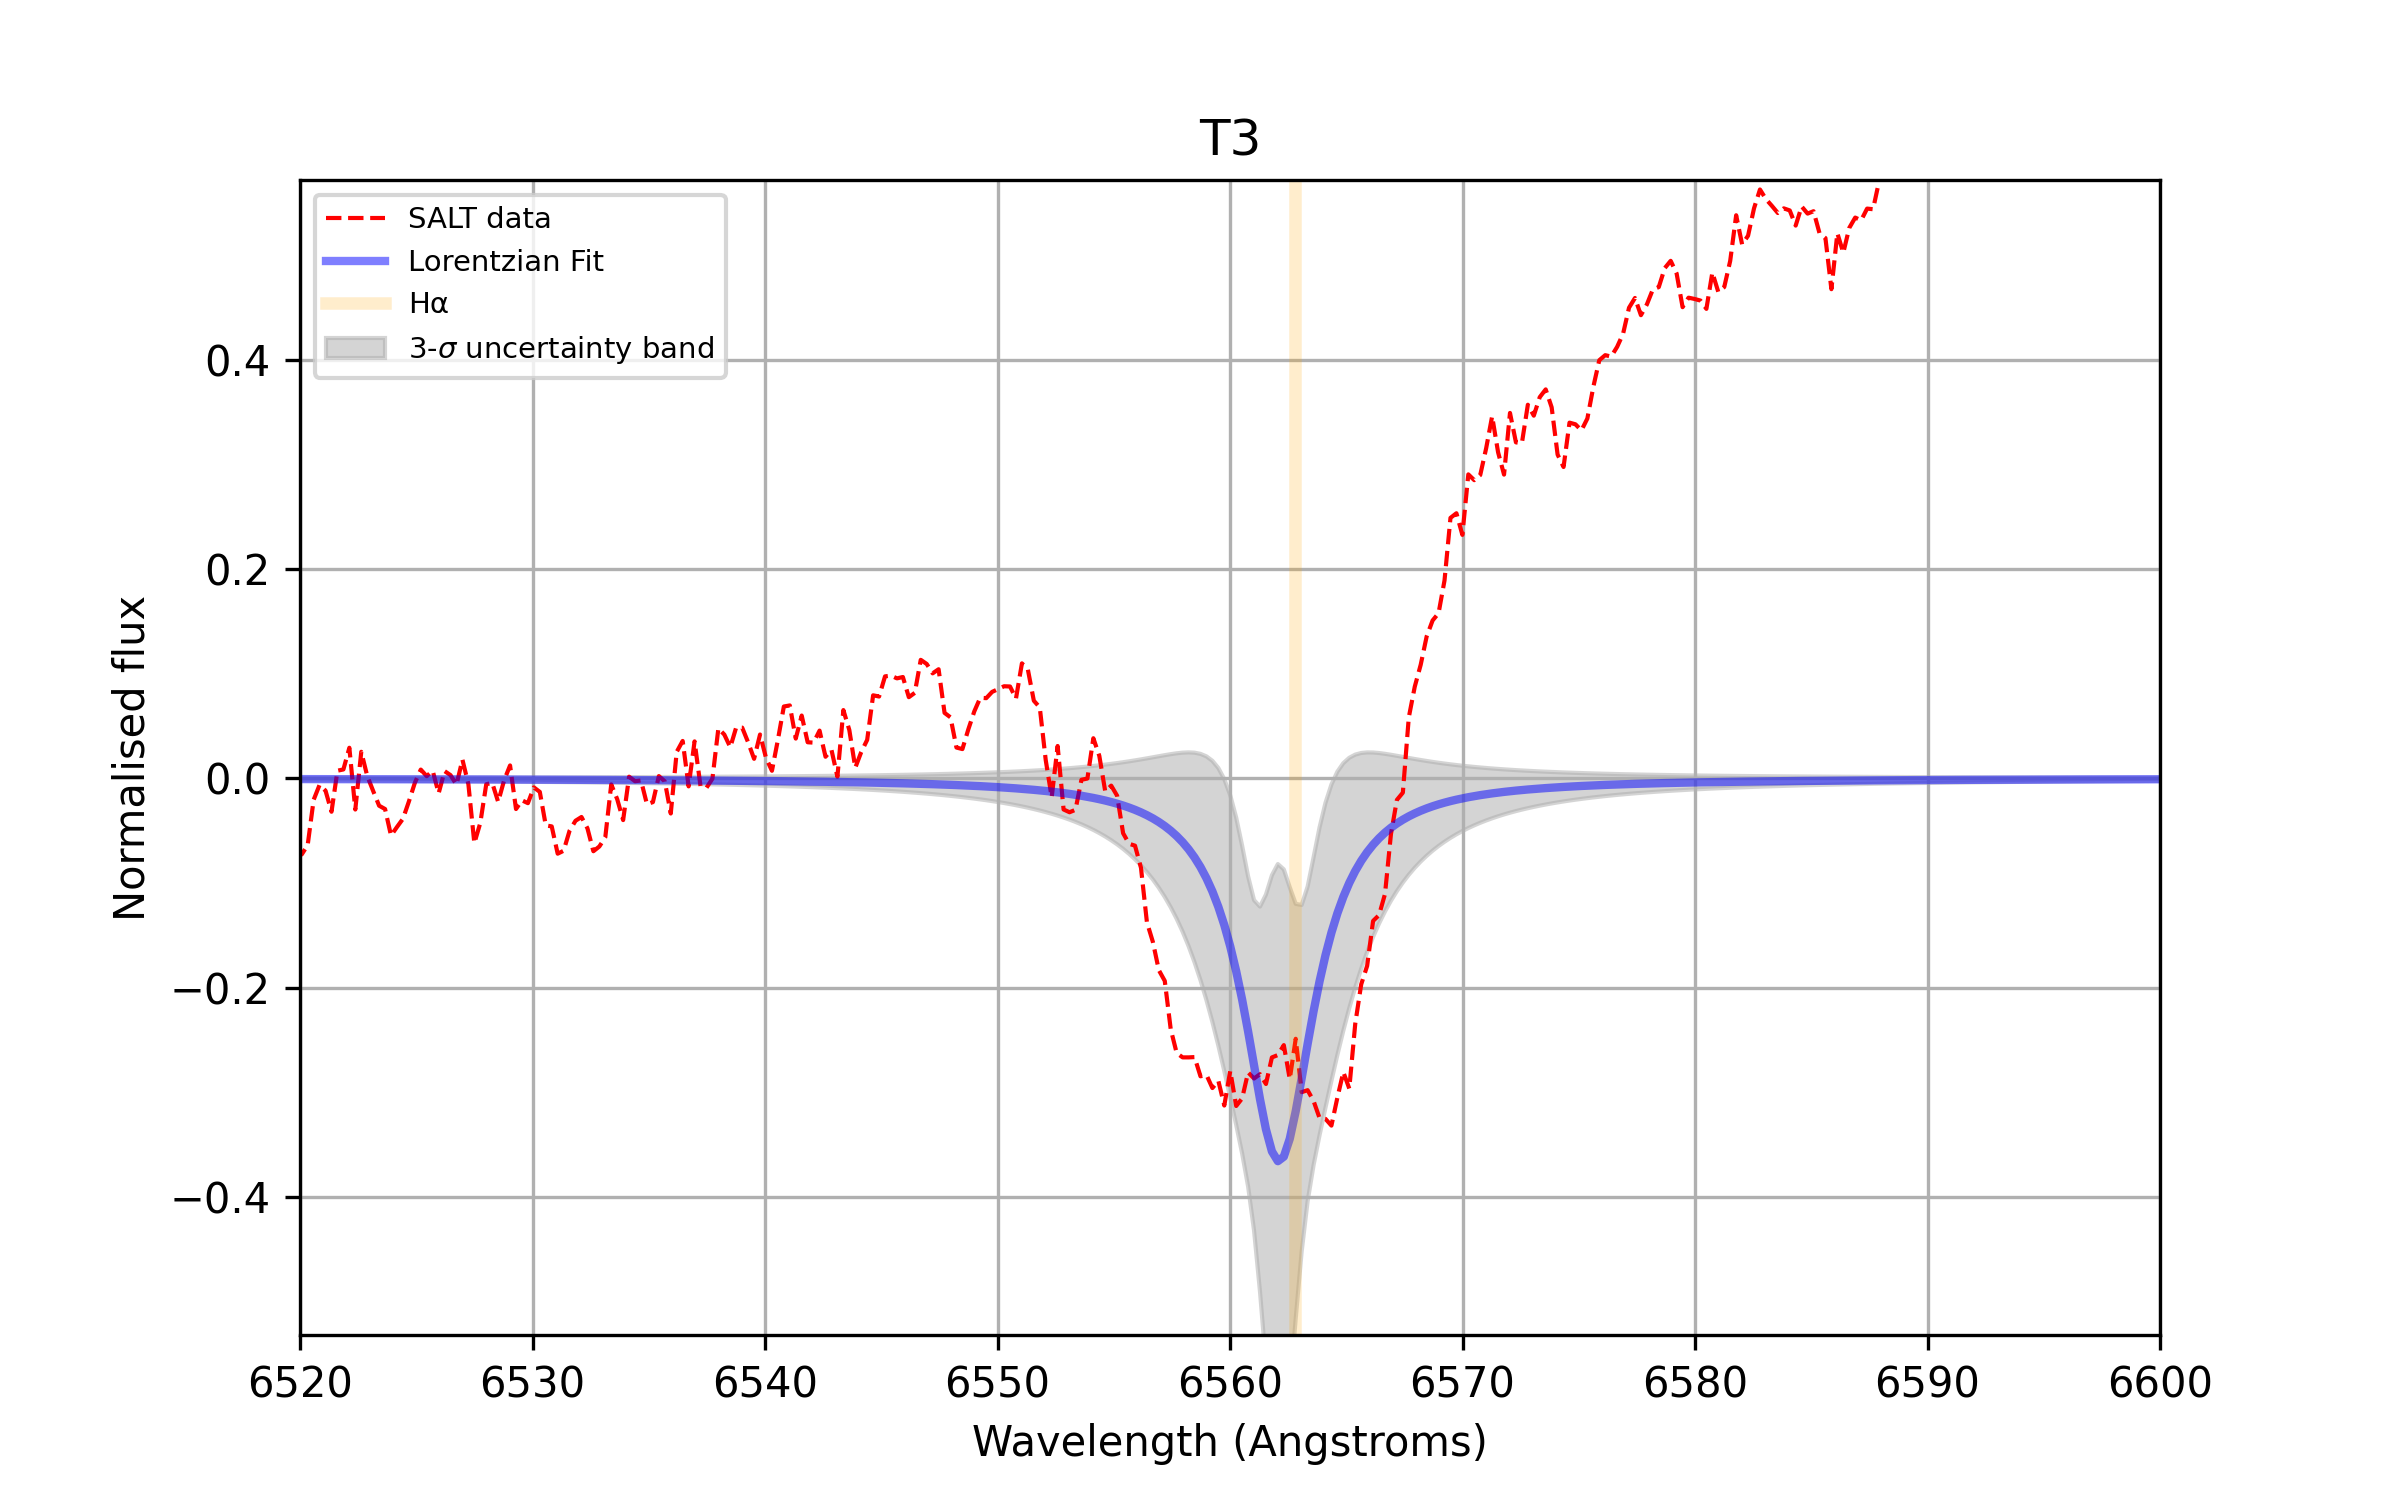 T3
SALT data
Lorentzian Fit
Hα
3-σ uncertainty band
Normalised flux
0.4
0.2
0.0
−0.2
−0.4
6520 6530 6540 6550 6560 6570 6580 6590 6600
Wavelength (Angstroms)